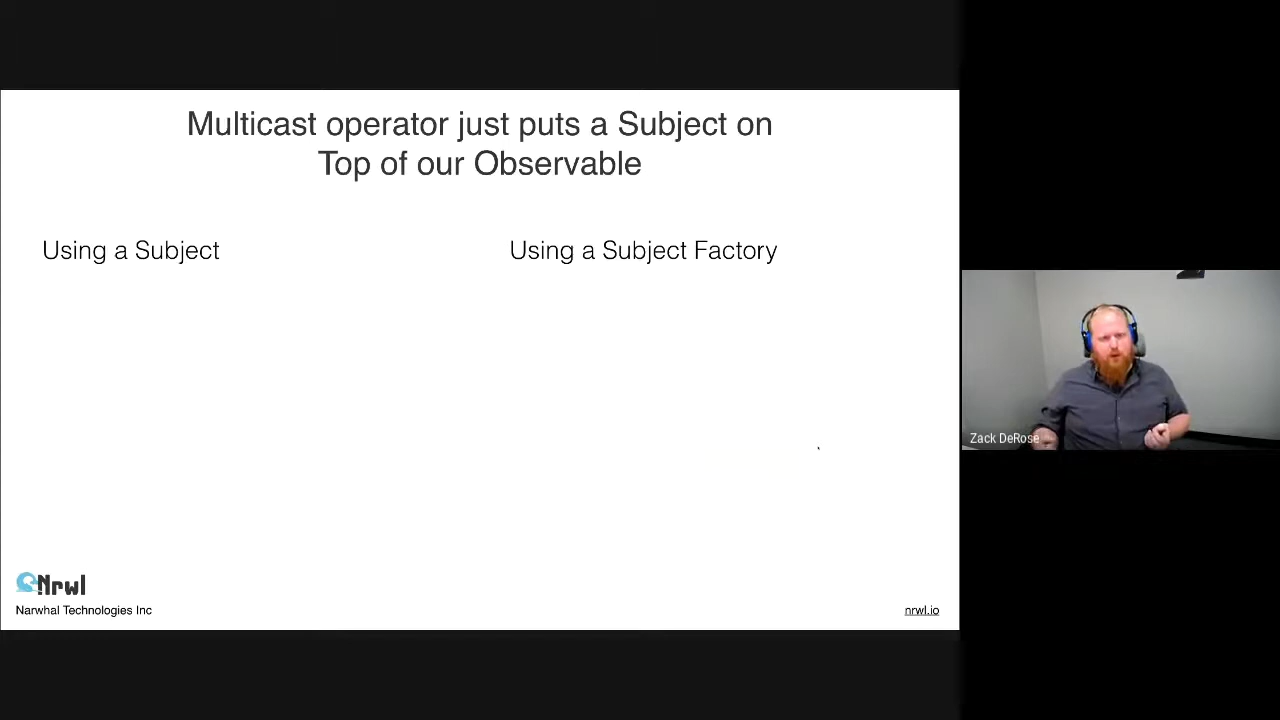 Multicast operator just puts a Subject on
Top of our Observable
Using a Subject
Using a Subject Factory
Zack DeRose
Nrwl
Narwhal Technologies Inc
nrwl.io